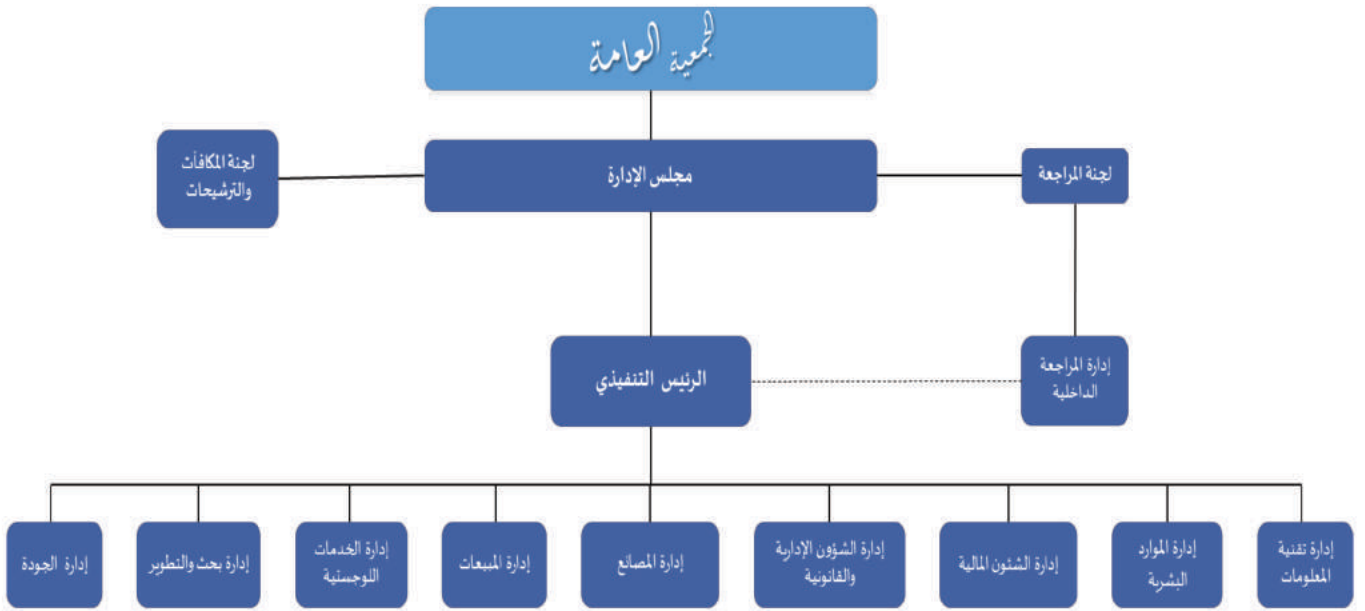 الجمعية العامة
لجنة المراجعة
مجلس الإدارة
لجنة المكافأت
والترشيحات
إدارة المراجعة
الداخلية
الرئيس التنفيذي
إدارة تقنية
المعلومات
إدارة الموارد
البشرية
إدارة الشئون المالية
إدارة الشؤون الإدارية
والقانونية
إدارة المصانع
إدارة المبيعات
إدارة الخدمات
اللوجستية
إدارة بحث والتطوير
إدارة الجودة